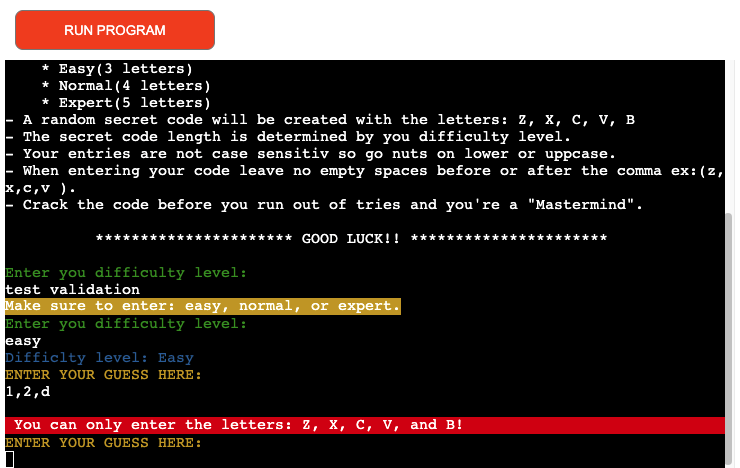 RUN PROGRAM
* Easy(3 letters)
* Normal(4 letters)
* Expert(5 letters)
- A random secret code will be created with the letters: Z, X, C, V, B
- The secret code length is determined by you difficulty level.
- Your entries are not case sensitiv so go nuts on lower or uppcase.
- When entering your code leave no empty spaces before or after the comma ex:(z,
x,c,v ).
- Crack the code before you run out of tries and you're a "Mastermind".
********************** GOOD LUCK!! **********************
Enter you difficulty level:
test validation
Make sure to enter: easy, normal, or expert.
Enter you difficulty level:
easy
Difficlty level: Easy
ENTER YOUR GUESS HERE:
1,2,d
You can only enter the letters: Z, X, C, V, and B!
ENTER YOUR GUESS HERE: